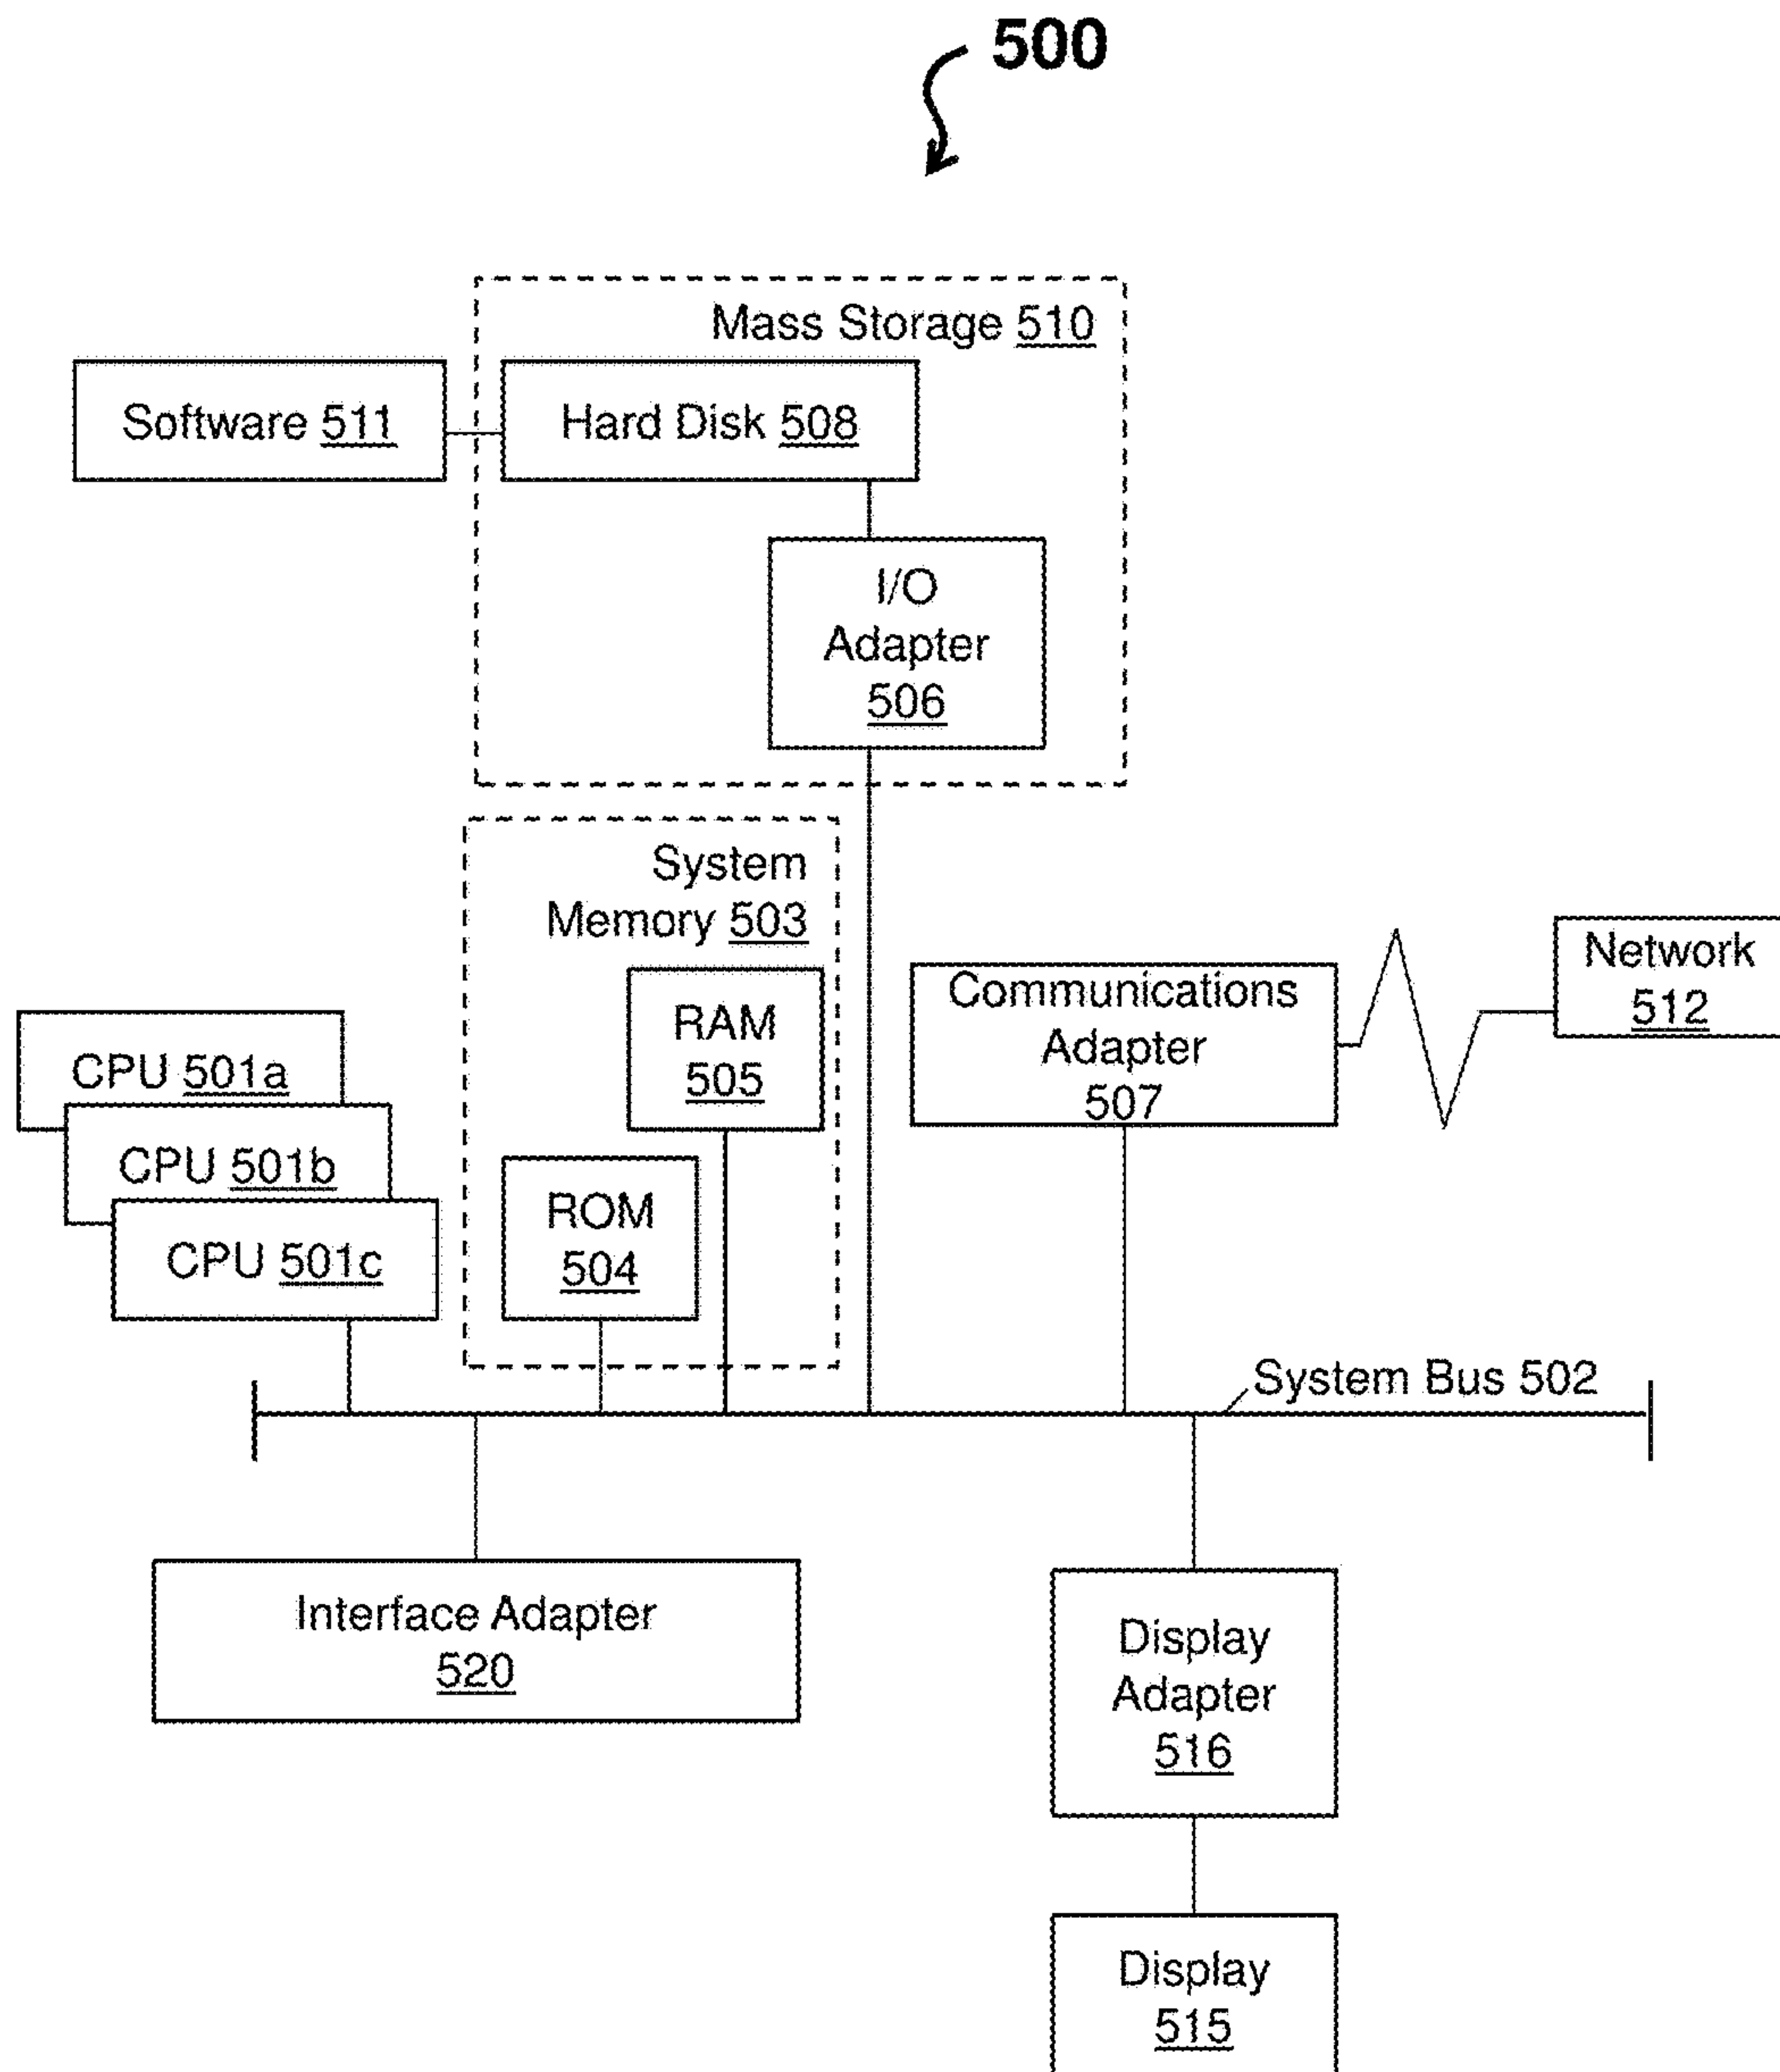 500
Mass Storage 510
Software 511
Hard Disk 508
I/O
Adapter
506
System
Memory 503
RAM
505
ROM
504
Communications
Adapter
507
Network
512
CPU 501a
CPU 501b
CPU 501c
System Bus 502
Interface Adapter
520
Display
Adapter
516
Display
515